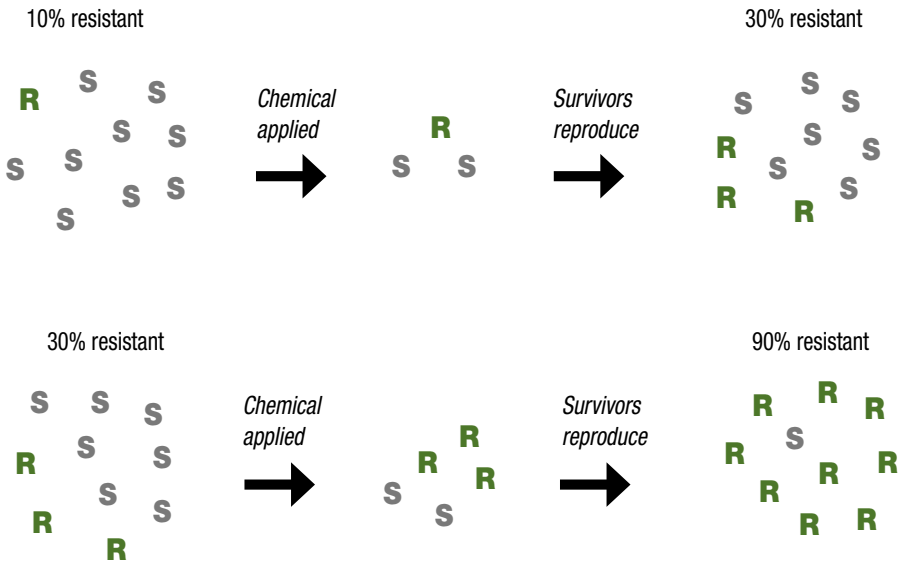 10% resistant
30% resistant
R S S
S S
S S
S S
S
Chemical
applied
R
S S
Survivors
reproduce
S S S
R S S
S S
R R
30% resistant
90% resistant
S S S
R S S
S S
R
R
Chemical
applied
R
R R
S
S
Survivors
reproduce
R R R
S
R R R
R
R R